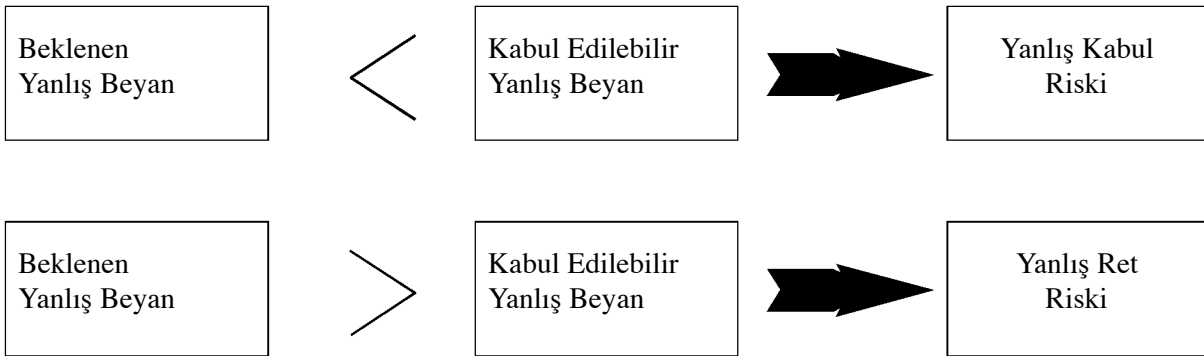 Beklenen
Yanlış Beyan
<
Kabul Edilebilir
Yanlış Beyan
Yanlış Kabul
Riski
Beklenen
Yanlış Beyan
>
Kabul Edilebilir
Yanlış Beyan
Yanlış Ret
Riski